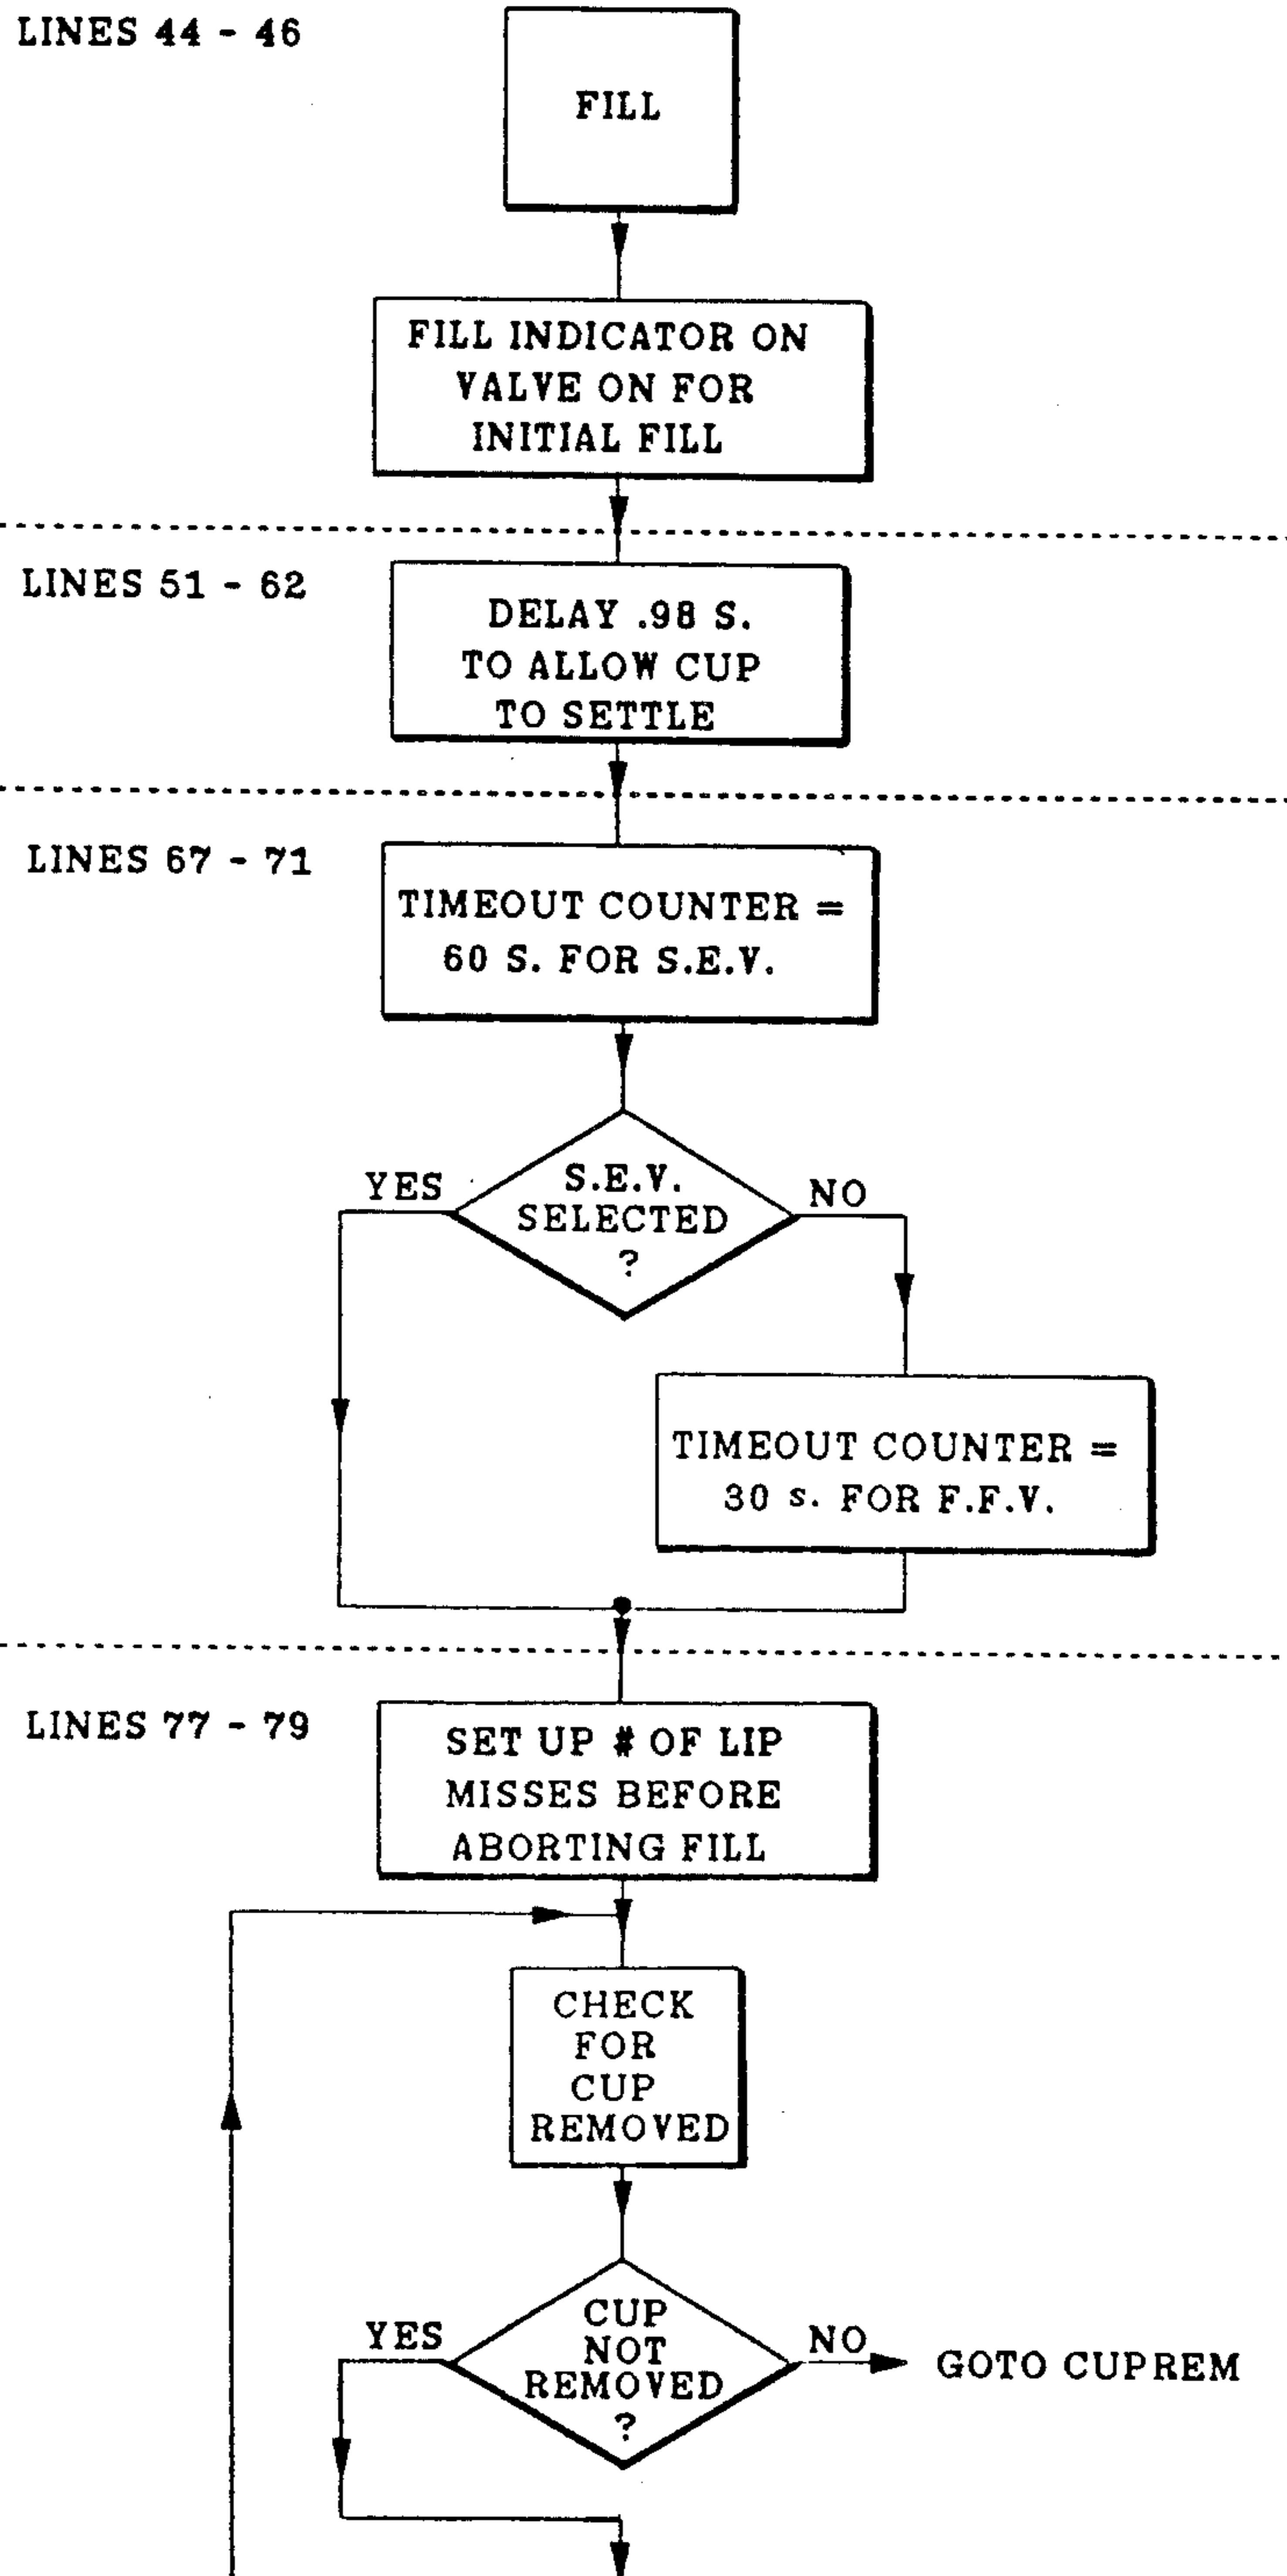 LINES 44 - 46
FILL
FILL INDICATOR ON
VALVE ON FOR
INITIAL FILL
LINES 51 - 62
DELAY .98 S.
TO ALLOW CUP
TO SETTLE
LINES 67 - 71
TIMEOUT COUNTER =
60 S. FOR S.E.V.
YES
S.E.V.
SELECTED
?
NO
TIMEOUT COUNTER =
30 s. FOR F.F.V.
LINES 77 - 79
SET UP # OF LIP
MISSES BEFORE
ABORTING FILL
CHECK
FOR
CUP
REMOVED
YES
CUP
NOT
REMOVED
?
NO
GOTO CUPREM